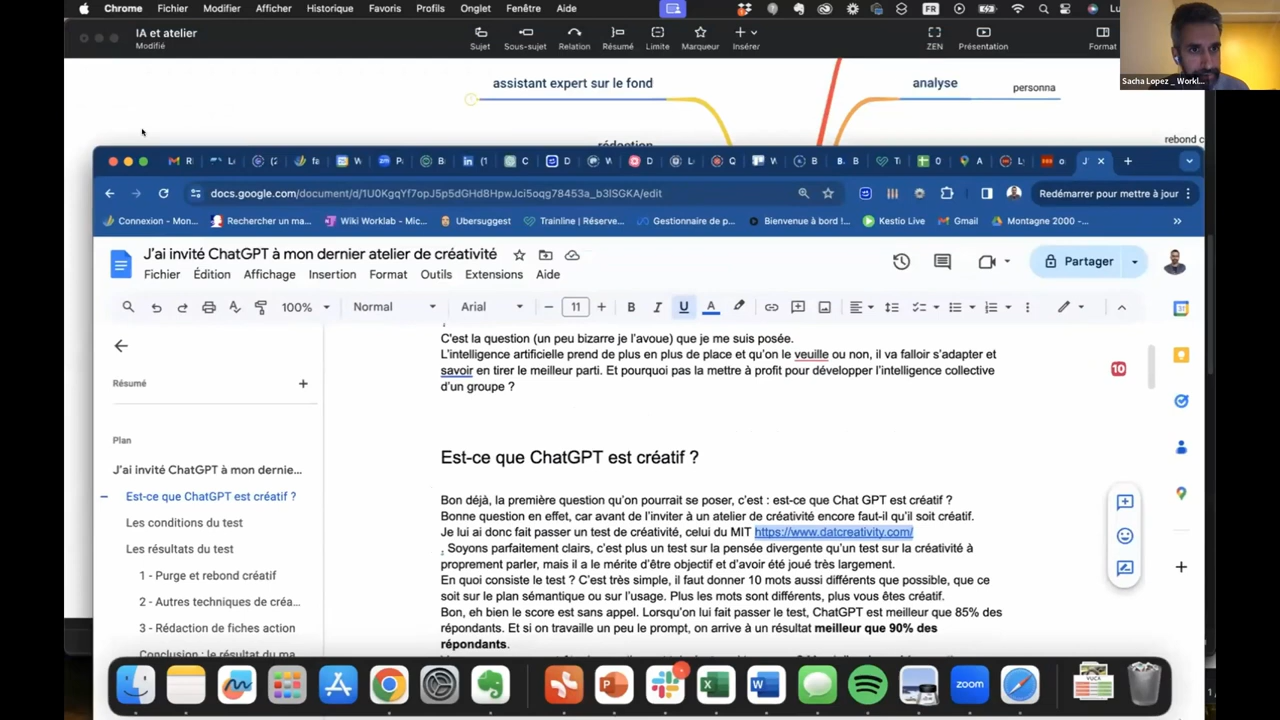 Chrome Fichier Modifier Afficher Historique Favoris Profils Onglet Fenêtre Aide FR Lu
IA et atelier
Modifié
Sujet Sous-sujet Relation Résumé Limite Marqueur Insérer ZEN Présentation Format
Sacha Lopez _ Workl...
assistant expert sur le fond
analyse
personna
rédaction
rebond c
docs.google.com/document/d/1U0KgqYf7opJ5p5dGHd8HpwJci5oqg78453a_b3lSGKA/edit
Redémarrer pour mettre à jour
Connexion - Mon...
Rechercher un ma...
Wiki Worklab - Mic...
Ubersuggest
Trainline | Réserve...
Gestionnaire de p...
Bienvenue à bord !...
Kestio Live
Gmail
Montagne 2000 -...
J'ai invité ChatGPT à mon dernier atelier de créativité
Fichier Édition Affichage Insertion Format Outils Extensions Aide
Partager
100% Normal Arial 11
Résumé
Plan
J'ai invité ChatGPT à mon dernie...
Est-ce que ChatGPT est créatif ?
Les conditions du test
Les résultats du test
1 - Purge et rebond créatif
2 - Autres techniques de créa...
3 - Rédaction de fiches action
Conclusion : le résultat du ma
C'est la question (un peu bizarre je l'avoue) que je me suis posée.
L'intelligence artificielle prend de plus en plus de place et qu'on le veuille ou non, il va falloir s'adapter et
savoir en tirer le meilleur parti. Et pourquoi pas la mettre à profit pour développer l'intelligence collective
d'un groupe ?
10
Est-ce que ChatGPT est créatif ?
Bon déjà, la première question qu'on pourrait se poser, c'est : est-ce que Chat GPT est créatif ?
Bonne question en effet, car avant de l'inviter à un atelier de créativité encore faut-il qu'il soit créatif.
Je lui ai donc fait passer un test de créativité, celui du MIT https://www.datcreativity.com/
. Soyons parfaitement clairs, c'est plus un test sur la pensée divergente qu'un test sur la créativité à
proprement parler, mais il a le mérite d'être objectif et d'avoir été joué très largement.
En quoi consiste le test ? C'est très simple, il faut donner 10 mots aussi différents que possible, que ce
soit sur le plan sémantique ou sur l'usage. Plus les mots sont différents, plus vous êtes créatif.
Bon, eh bien le score est sans appel. Lorsqu'on lui fait passer le test, ChatGPT est meilleur que 85% des
répondants. Et si on travaille un peu le prompt, on arrive à un résultat meilleur que 90% des
répondants.
zoom